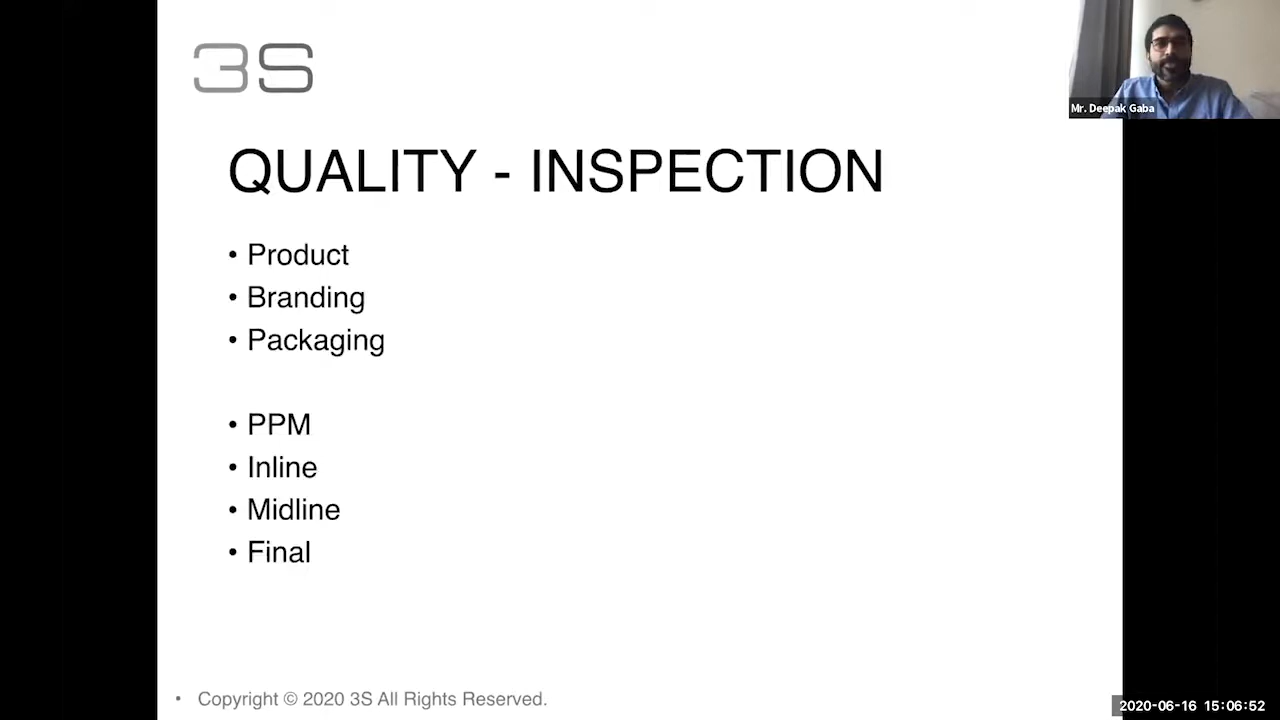 3S
Mr. Deepak Gaba
QUALITY - INSPECTION
• Product
• Branding
• Packaging
• PPM
• Inline
• Midline
• Final
• Copyright © 2020 3S All Rights Reserved.
2020-06-16 15:06:52